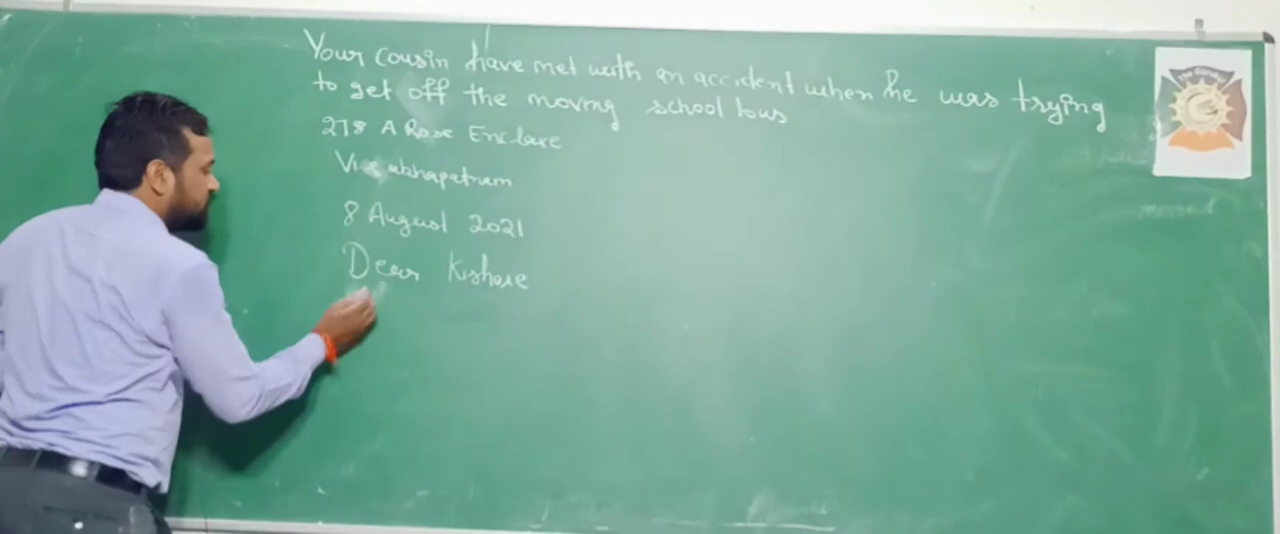 Your cousin have met with an accident when he was trying
to get off the moving school bus
278 A Rose Enclave
8 August 2021
Dear Kishore